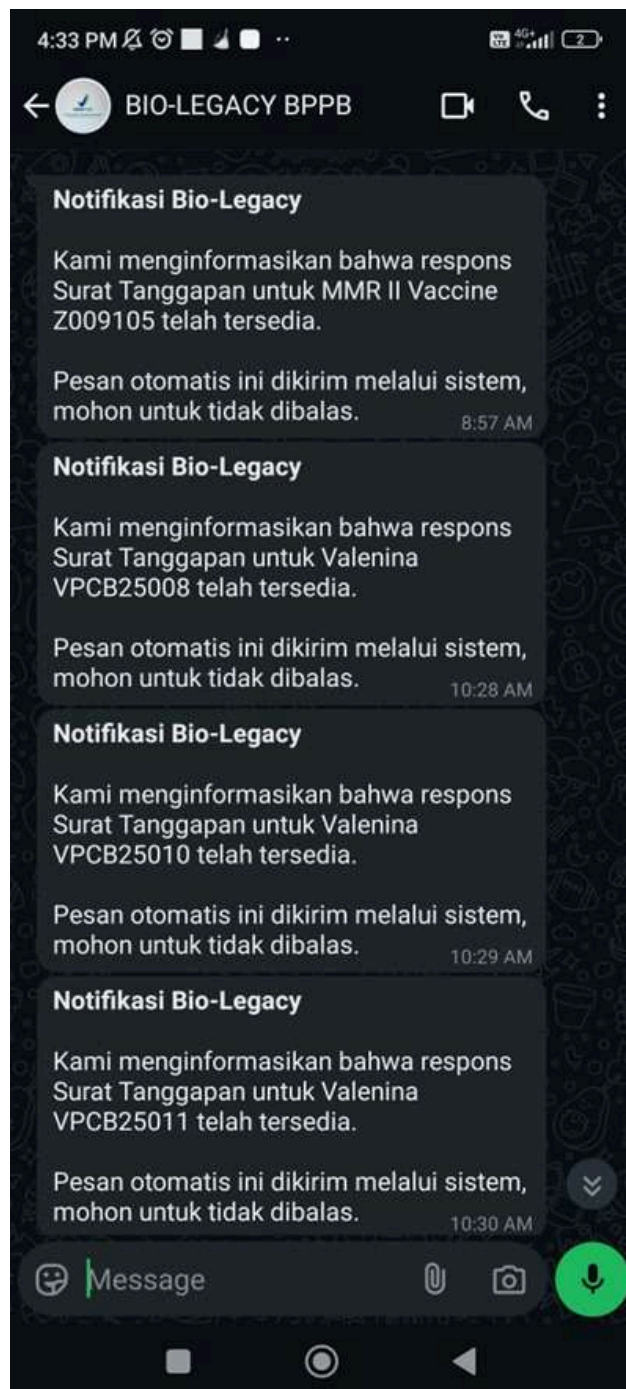 4:33 PM
4G+
2
BIO-LEGACY BPPB
Notifikasi Bio-Legacy
Kami menginformasikan bahwa respons
Surat Tanggapan untuk MMR II Vaccine
Z009105 telah tersedia.
Pesan otomatis ini dikirim melalui sistem,
mohon untuk tidak dibalas.
8:57 AM
Notifikasi Bio-Legacy
Kami menginformasikan bahwa respons
Surat Tanggapan untuk Valenina
VPCB25008 telah tersedia.
Pesan otomatis ini dikirim melalui sistem,
mohon untuk tidak dibalas.
10:28 AM
Notifikasi Bio-Legacy
Kami menginformasikan bahwa respons
Surat Tanggapan untuk Valenina
VPCB25010 telah tersedia.
Pesan otomatis ini dikirim melalui sistem,
mohon untuk tidak dibalas.
10:29 AM
Notifikasi Bio-Legacy
Kami menginformasikan bahwa respons
Surat Tanggapan untuk Valenina
VPCB25011 telah tersedia.
Pesan otomatis ini dikirim melalui sistem,
mohon untuk tidak dibalas.
10:30 AM
Message